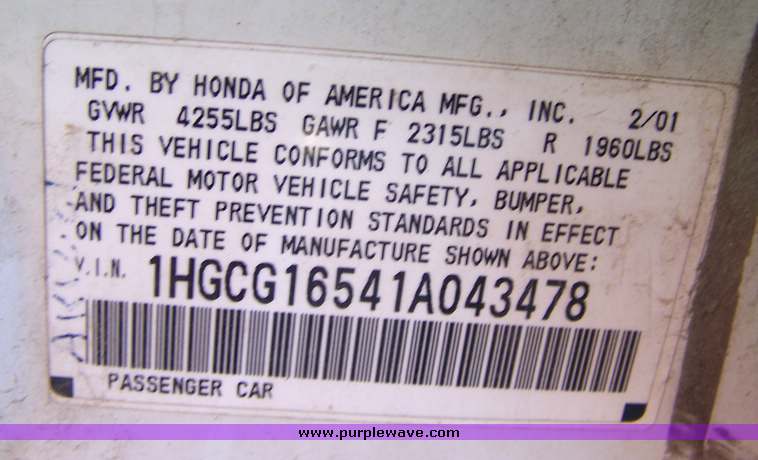 MFD. BY HONDA OF AMERICA MFG., INC. 2/01
GVWR 4255LBS GAWR F 2315LBS R 1960LBS
THIS VEHICLE CONFORMS TO ALL APPLICABLE
FEDERAL MOTOR VEHICLE SAFETY, BUMPER,
AND THEFT PREVENTION STANDARDS IN EFFECT
ON THE DATE OF MANUFACTURE SHOWN ABOVE:
V.I.N. 1HGCG16541A043478
PASSENGER CAR
www.purplewave.com